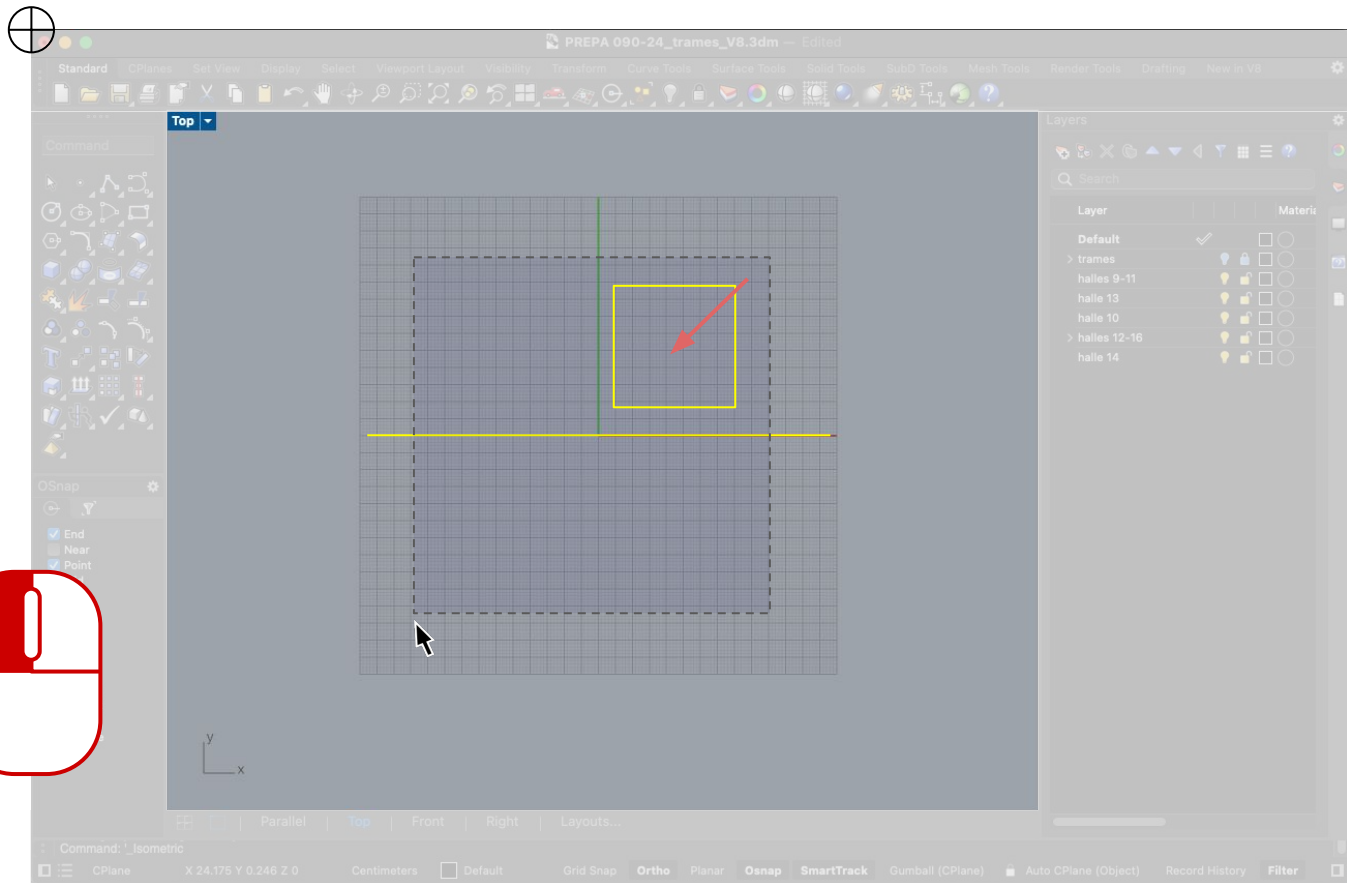 PREPA 090-24_trames_V8.3dm — Edited
Standard CPlanes Set View Display Select Viewport Layout Visibility Transform Curve Tools Surface Tools Solid Tools SubD Tools Mesh Tools Render Tools Drafting New in V8
Top
Layers
Command
Search
Layer Materia
Default
trames
halles 9-11
halle 13
halle 10
halles 12-16
halle 14
OSnap
End
Near
Point
y
x
Parallel Top Front Right Layouts...
Command: '_Isometric
CPlane X 24.175 Y 0.246 Z 0 Centimeters Default Grid Snap Ortho Planar Osnap SmartTrack Gumball (CPlane) Auto CPlane (Object) Record History Filter